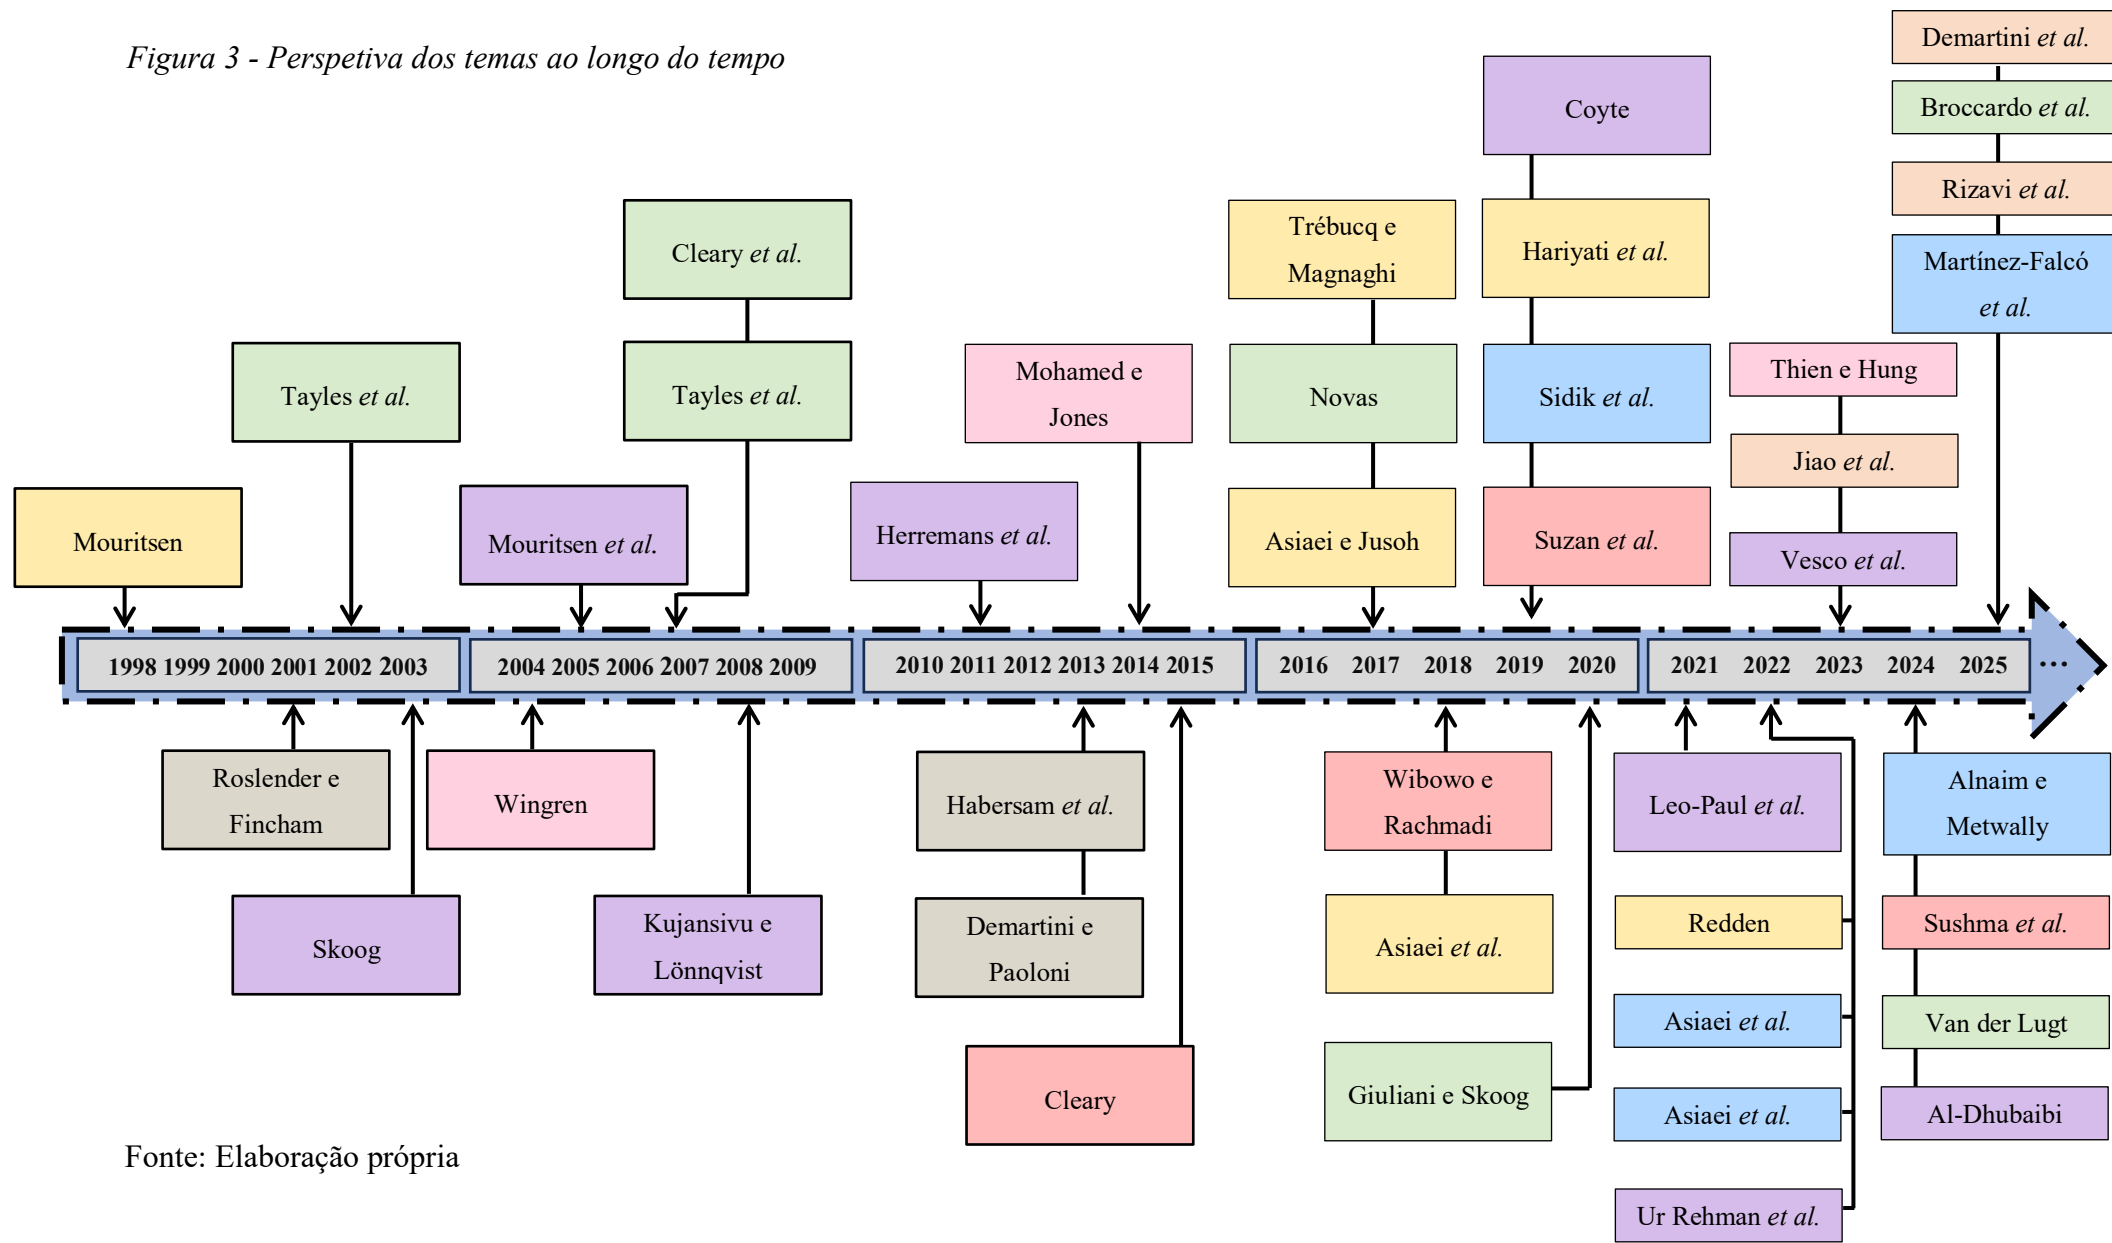 Figura 3 - Perspetiva dos temas ao longo do tempo
Demartini et al.
Broccardo et al.
Rizavi et al.
Martínez-Falcó
et al.
Coyte
Hariyati et al.
Sidik et al.
Suzan et al.
Trébucq e
Magnaghi
Novas
Asiaei e Jusoh
Cleary et al.
Tayles et al.
Tayles et al.
Mohamed e
Jones
Thien e Hung
Jiao et al.
Vesco et al.
Mouritsen
Mouritsen et al.
Herremans et al.
1998 1999 2000 2001 2002 2003
2004 2005 2006 2007 2008 2009
2010 2011 2012 2013 2014 2015
2016 2017 2018 2019 2020
2021 2022 2023 2024 2025
...
Roslender e
Fincham
Skoog
Wingren
Kujansivu e
Lönnqvist
Habersam et al.
Demartini e
Paoloni
Cleary
Wibowo e
Rachmadi
Asiaei et al.
Giuliani e Skoog
Leo-Paul et al.
Redden
Asiaei et al.
Asiaei et al.
Ur Rehman et al.
Alnaim e
Metwally
Sushma et al.
Van der Lugt
Al-Dhubaibi
Fonte: Elaboração própria